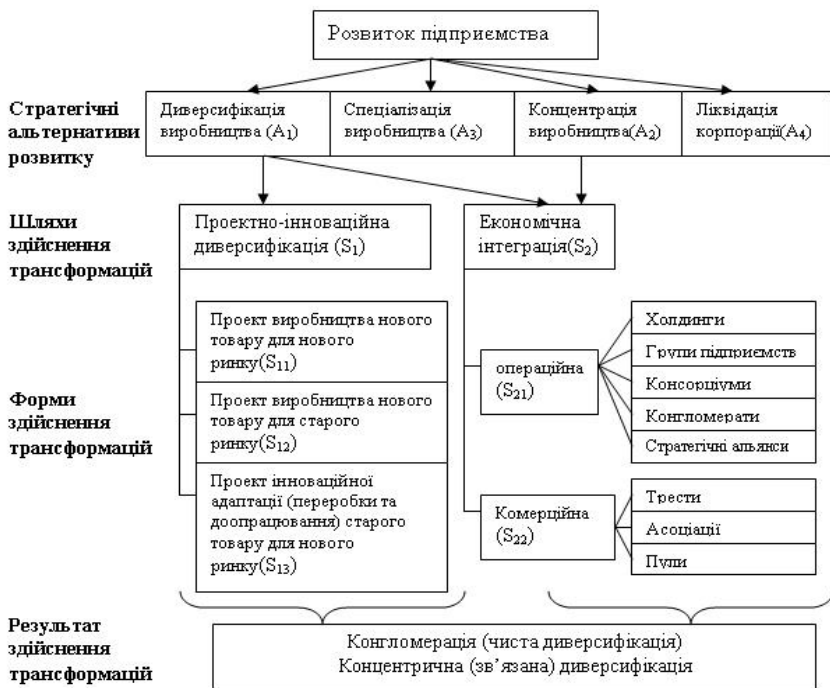 Розвиток підприємства
Стратегічні
альтернативи
розвитку
Диверсифікація
виробництва (A1)
Спеціалізація
виробництва (A3)
Концентрація
виробництва(A2)
Ліквідація
корпорації(A4)
Шляхи
здійснення
трансформацій
Проектно-інноваційна
диверсифікація (S1)
Економічна
інтеграція(S2)
Форми
здійснення
трансформацій
Проект виробництва нового
товару для нового
ринку(S11)
Проект виробництва нового
товару для старого
ринку(S12)
Проект інноваційної
адаптації (переробки та
доопрацювання) старого
товару для нового
ринку(S13)
операційна
(S21)
Холдинги
Групи підприємств
Консорціуми
Конгломерати
Стратегічні альянси
Комерційна
(S22)
Трести
Асоціації
Пули
Результат
здійснення
трансформацій
Конгломерація (чиста диверсифікація)
Концентрична (зв’язана) диверсифікація